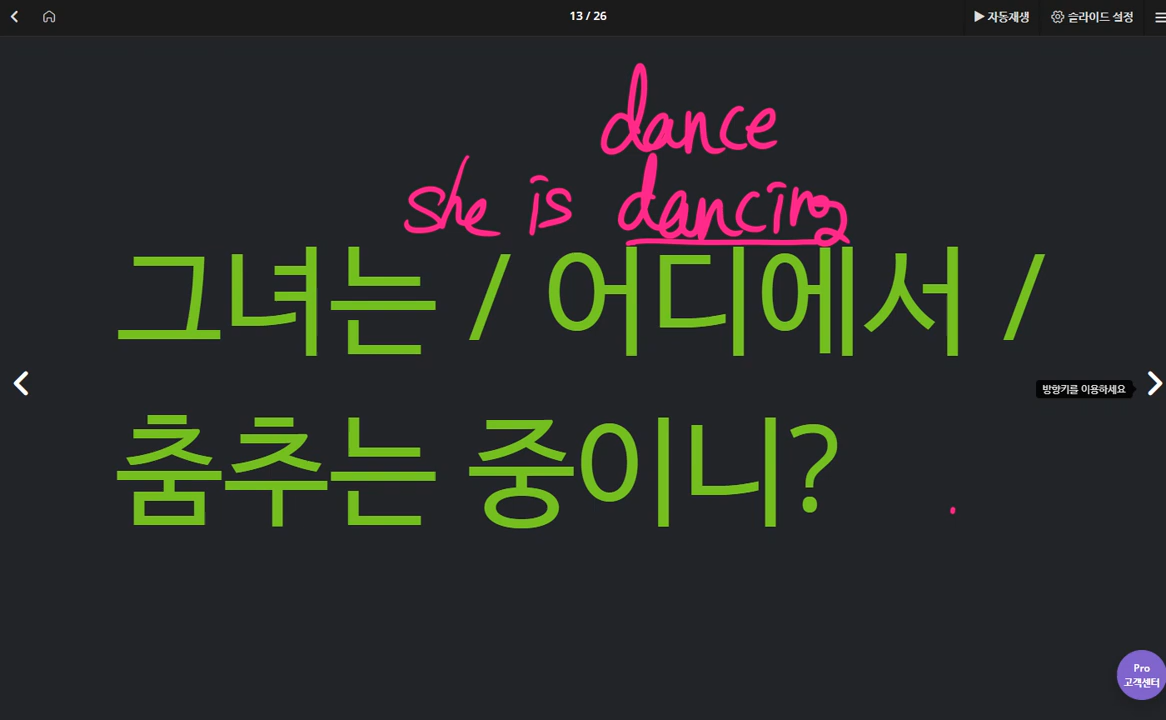 13 / 26
▶ 자동재생
슬라이드 설정
dance
she is dancing
그녀는 / 어디에서 /
방향키를 이용하세요
춤추는 중이니?
Pro
고객센터